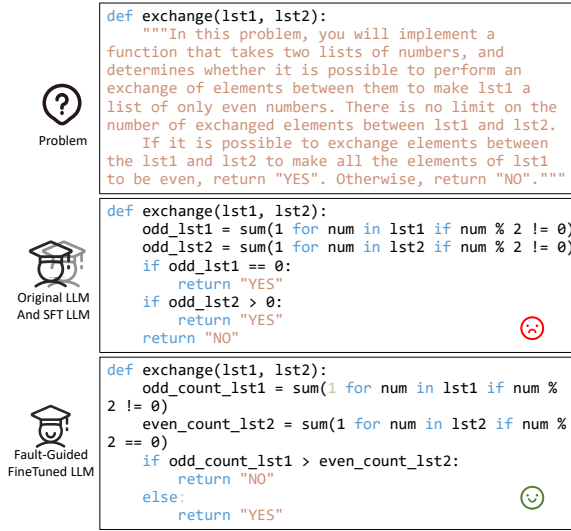 def exchange(lst1, lst2):
    """In this problem, you will implement a
function that takes two lists of numbers, and
determines whether it is possible to perform an
exchange of elements between them to make lst1 a
list of only even numbers. There is no limit on the
number of exchanged elements between lst1 and lst2.
    If it is possible to exchange elements between
the lst1 and lst2 to make all the elements of lst1
to be even, return "YES". Otherwise, return "NO"."""
Problem
def exchange(lst1, lst2):
    odd_lst1 = sum(1 for num in lst1 if num % 2 != 0)
    odd_lst2 = sum(1 for num in lst2 if num % 2 != 0)
    if odd_lst1 == 0:
        return "YES"
    if odd_lst2 > 0:
        return "YES"
    return "NO"
Original LLM
And SFT LLM
def exchange(lst1, lst2):
    odd_count_lst1 = sum(1 for num in lst1 if num %
2 != 0)
    even_count_lst2 = sum(1 for num in lst2 if num %
2 == 0)
    if odd_count_lst1 > even_count_lst2:
        return "NO"
    else:
        return "YES"
Fault-Guided
FineTuned LLM